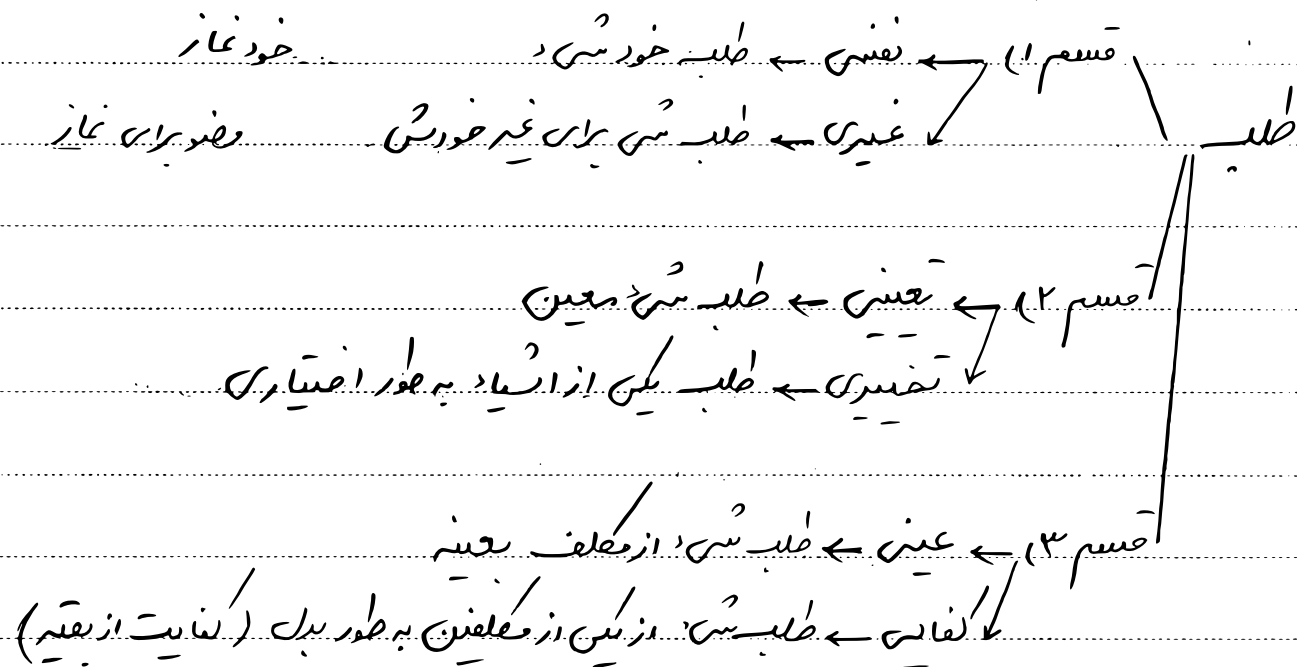 قسم ۱) ← نفسی ← طلب خود شیء خود نماز
طلب
غیری ← طلب شی برای غیر خودش وضو برای نماز
قسم ۲) ← تعیینی ← طلب شیء معین
تخییری ← طلب یکی از اشیاء به طور اختیاری
قسم ۳) ← عینی ← طلب شیء از مکلف بعینه
کفایی ← طلب شیء از یکی از مکلفین به طور بدل (کفایت از بقیه)